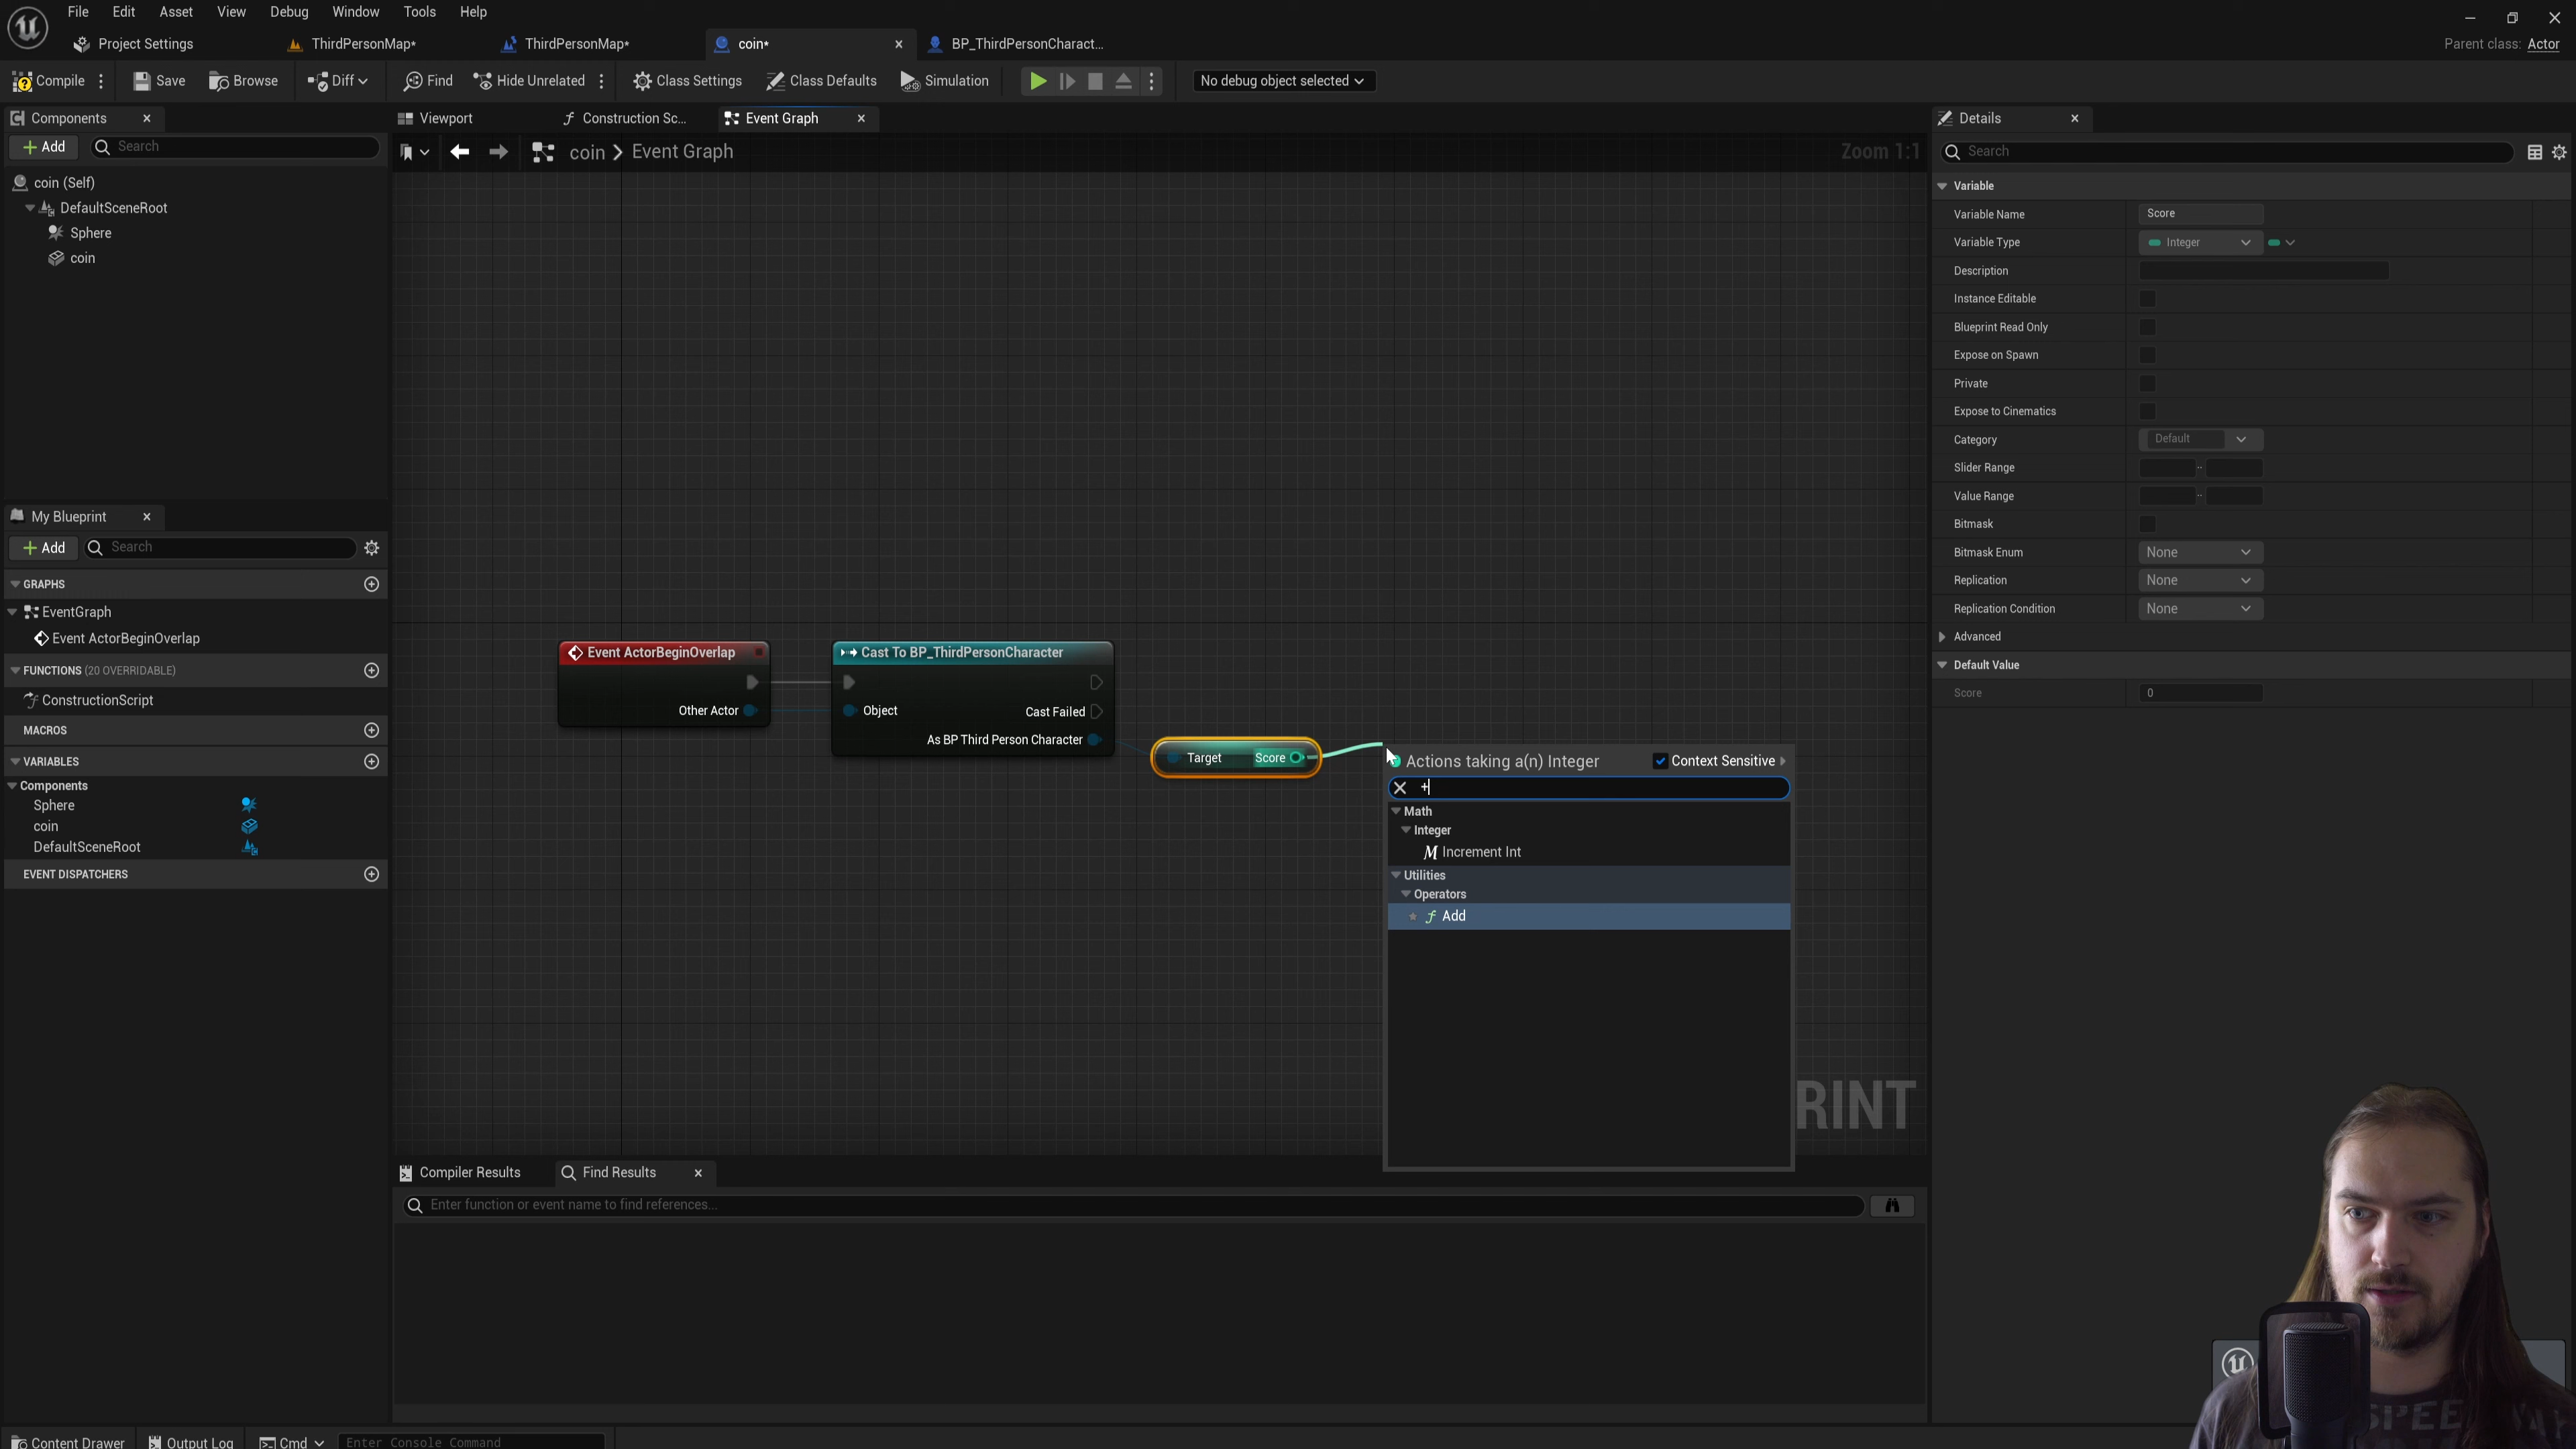 File Edit Asset View Debug Window Tools Help
Project Settings ThirdPersonMap* ThirdPersonMap* coin* BP_ThirdPersonCharact... Parent class: Actor
Compile Save Browse Diff Find Hide Unrelated Class Settings Class Defaults Simulation No debug object selected
Components
Add Search
coin (Self)
DefaultSceneRoot
Sphere
coin
My Blueprint
Add Search
GRAPHS
EventGraph
Event ActorBeginOverlap
FUNCTIONS (20 OVERRIDABLE)
ConstructionScript
MACROS
VARIABLES
Components
Sphere
coin
DefaultSceneRoot
EVENT DISPATCHERS
Viewport Construction Sc... Event Graph
coin > Event Graph Zoom 1:1
Event ActorBeginOverlap
Other Actor
Cast To BP_ThirdPersonCharacter
Object Cast Failed
As BP Third Person Character
Target Score
Actions taking a(n) Integer Context Sensitive
+
Math
Integer
Increment Int
Utilities
Operators
Add
RINT
Compiler Results Find Results
Enter function or event name to find references...
Details
Search
Variable
Variable Name Score
Variable Type Integer
Description
Instance Editable
Blueprint Read Only
Expose on Spawn
Private
Expose to Cinematics
Category Default
Slider Range
Value Range
Bitmask
Bitmask Enum None
Replication None
Replication Condition None
Advanced
Default Value
Score 0
SPEE
Content Drawer Output Log Cmd Enter Console Command